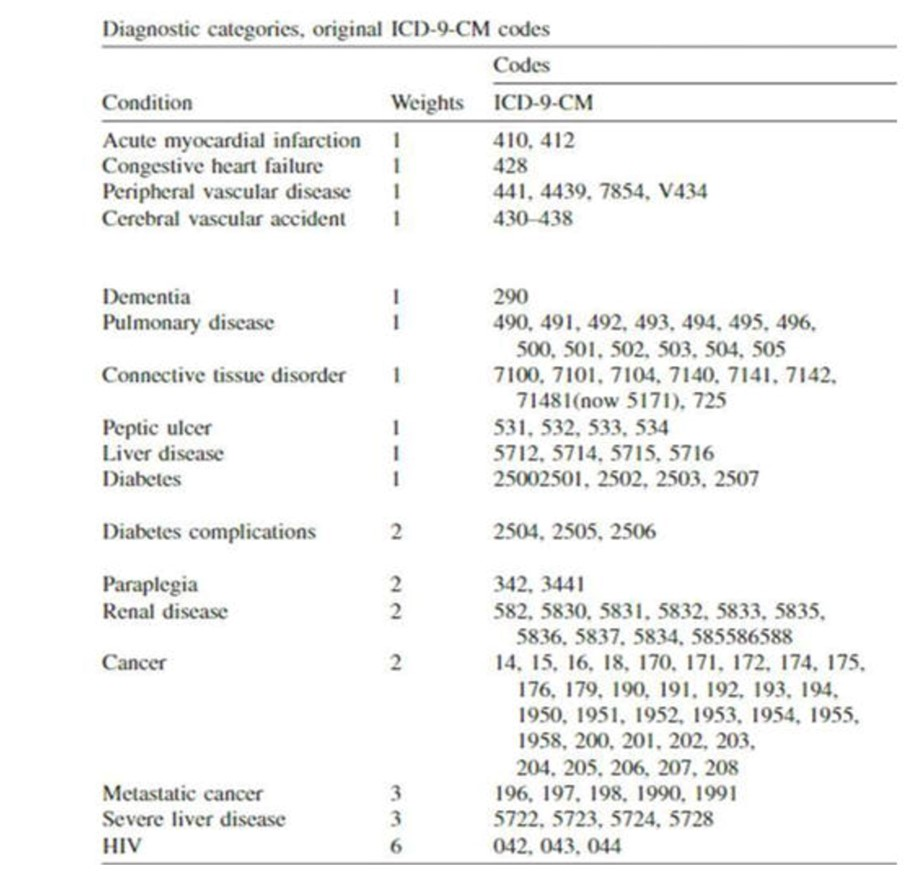 Diagnostic categories, original ICD-9-CM codes
Codes
Condition Weights ICD-9-CM
Acute myocardial infarction 1 410, 412
Congestive heart failure 1 428
Peripheral vascular disease 1 441, 4439, 7854, V434
Cerebral vascular accident 1 430–438
Dementia 1 290
Pulmonary disease 1 490, 491, 492, 493, 494, 495, 496,
500, 501, 502, 503, 504, 505
Connective tissue disorder 1 7100, 7101, 7104, 7140, 7141, 7142,
71481(now 5171), 725
Peptic ulcer 1 531, 532, 533, 534
Liver disease 1 5712, 5714, 5715, 5716
Diabetes 1 25002501, 2502, 2503, 2507
Diabetes complications 2 2504, 2505, 2506
Paraplegia 2 342, 3441
Renal disease 2 582, 5830, 5831, 5832, 5833, 5835,
5836, 5837, 5834, 585586588
Cancer 2 14, 15, 16, 18, 170, 171, 172, 174, 175,
176, 179, 190, 191, 192, 193, 194,
1950, 1951, 1952, 1953, 1954, 1955,
1958, 200, 201, 202, 203,
204, 205, 206, 207, 208
Metastatic cancer 3 196, 197, 198, 1990, 1991
Severe liver disease 3 5722, 5723, 5724, 5728
HIV 6 042, 043, 044